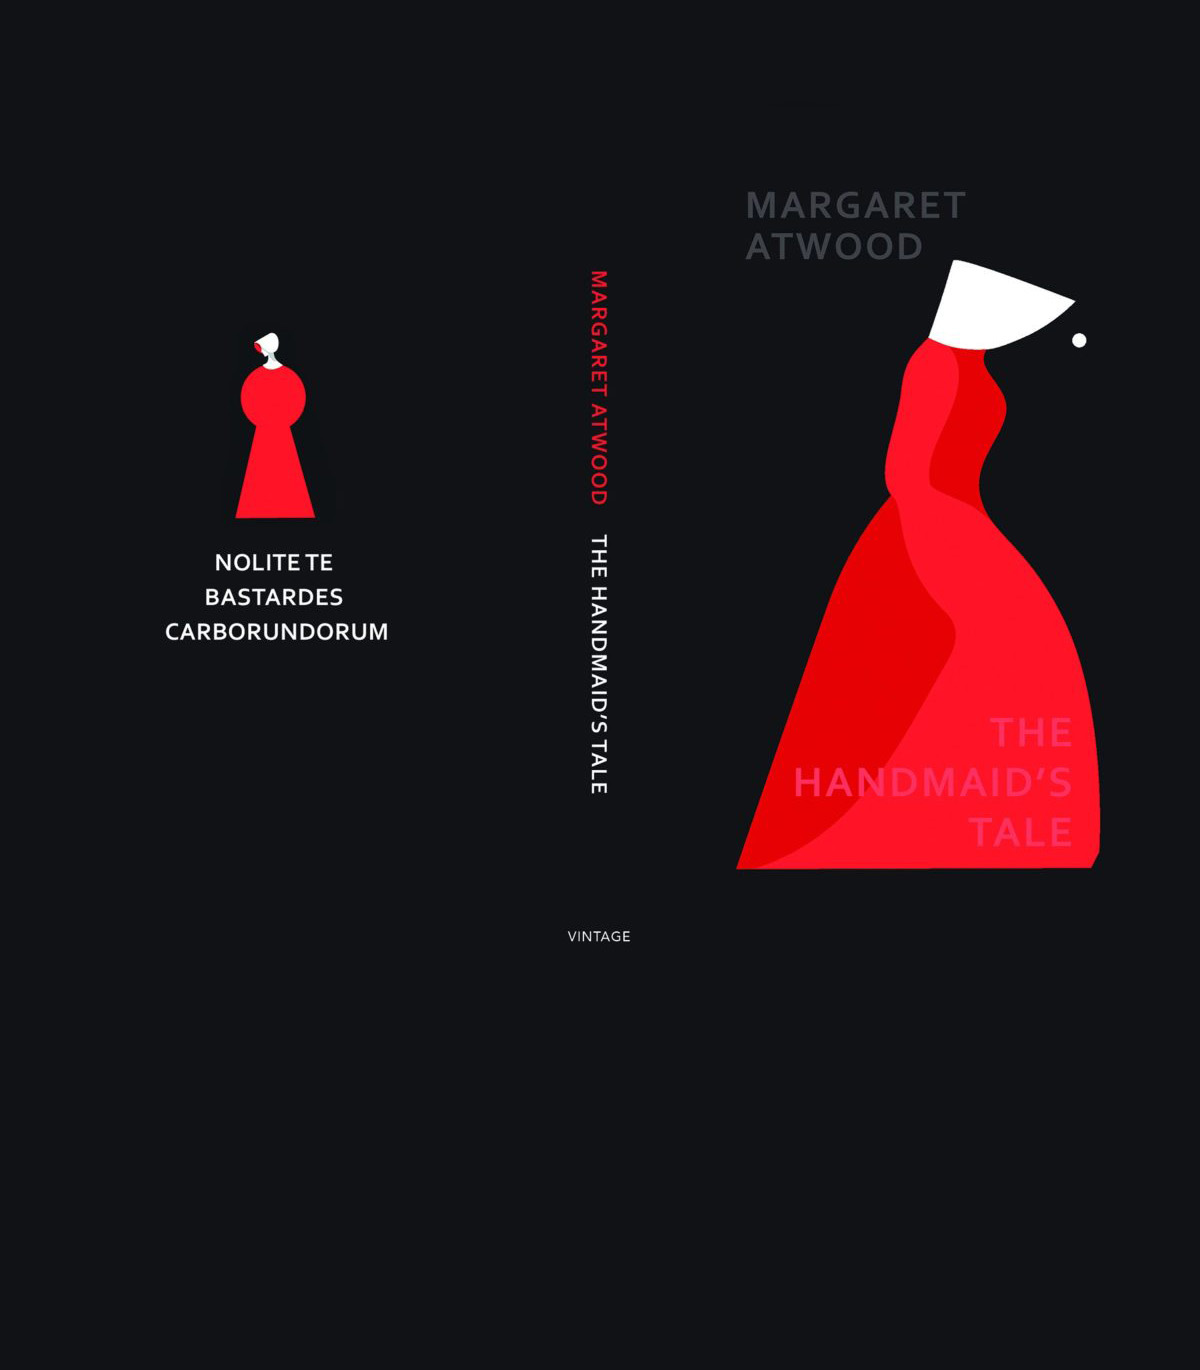 NOLITE TE
BASTARDES
CARBORUNDORUM
MARGARET ATWOOD THE HANDMAID'S TALE
VINTAGE
MARGARET
ATWOOD
THE
HANDMAID'S
TALE